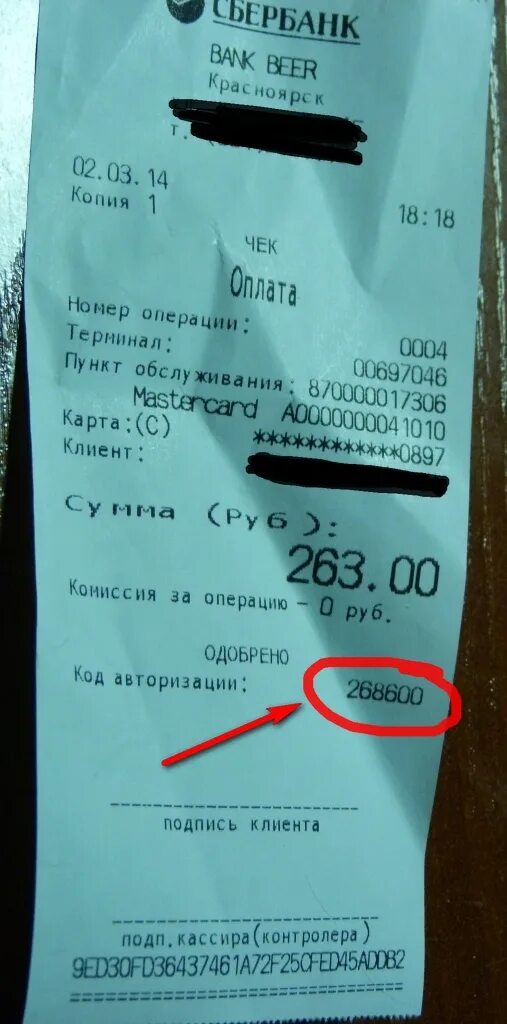 СБЕРБАНК
BANK BEER
Красноярск
т.
02.03.14
18:18
Копия 1
ЧЕК
Оплата
Номер операции: 0004
Терминал: 00697046
Пункт обслуживания: 870000017306
Mastercard A0000000041010
Карта:(C) ************0897
Клиент:
Сумма (Руб):
263.00
Комиссия за операцию – 0 руб.
ОДОБРЕНО
Код авторизации: 268600
подпись клиента
подп.кассира(контролера)
9ED30FD36437461A72F25CFED45ADDB2